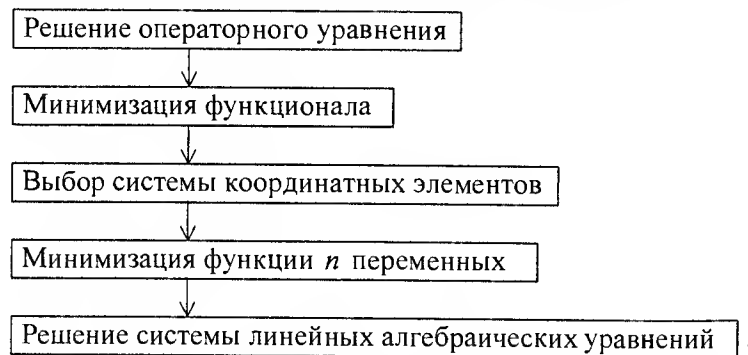 Решение операторного уравнения
Минимизация функционала
Выбор системы координатных элементов
Минимизация функции n переменных
Решение системы линейных алгебраических уравнений